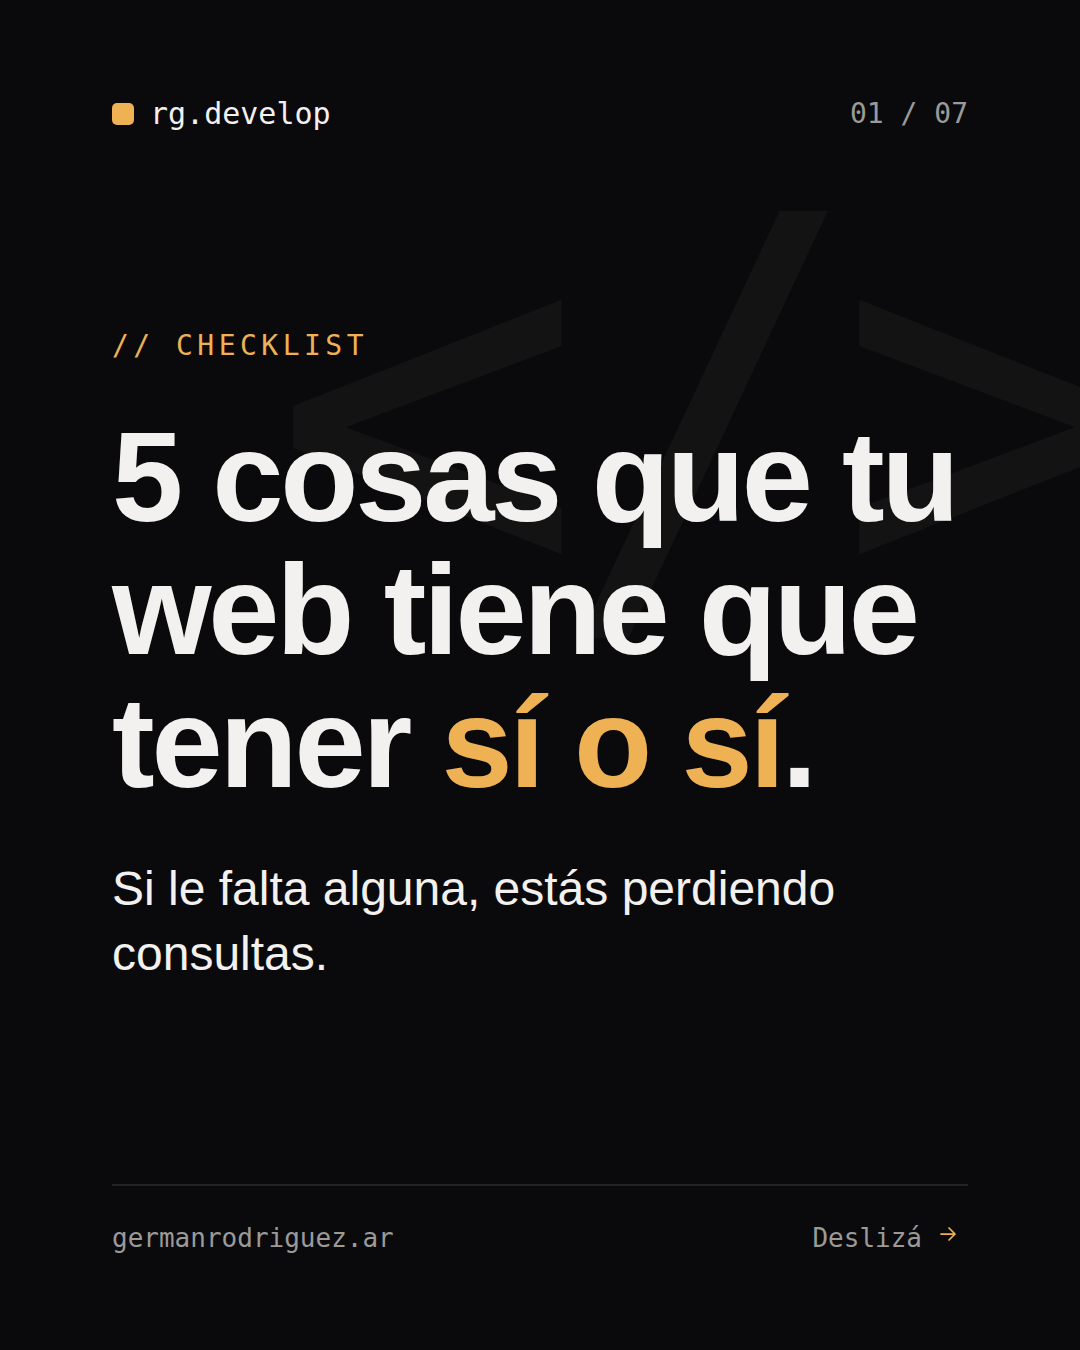 rg.develop
01 / 07
</>
// CHECKLIST
5 cosas que tu
web tiene que
tener sí o sí.
Si le falta alguna, estás perdiendo
consultas.
germanrodriguez.ar
Deslizá →